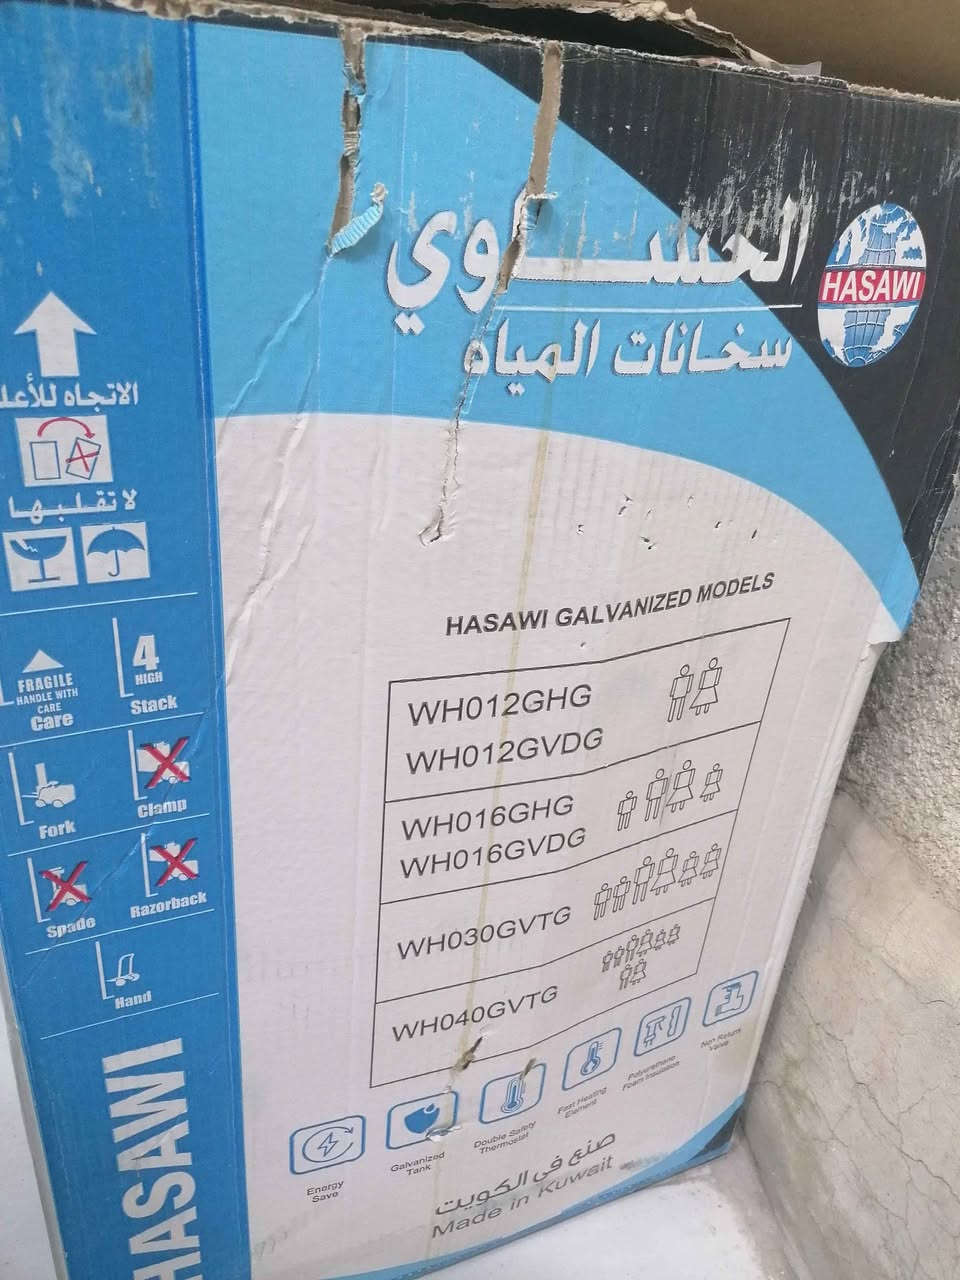 الحساوي
سخانات المياه
HASAWI
الاتجاه للأعلى
لا تقلبها
FRAGILE
HANDLE WITH
CARE
Care
4
HIGH
Stack
Fork
Clamp
Spade
Razorback
Hand
HASAWI
HASAWI GALVANIZED MODELS
WH012GHG
WH012GVDG
WH016GHG
WH016GVDG
WH030GVTG
WH040GVTG
Energy
Save
Galvanized
Tank
Double Safety
Thermostat
Fast Heating
Element
Polyurethane
Foam Insulation
Non Return
Valve
صنع في الكويت
Made in Kuwait